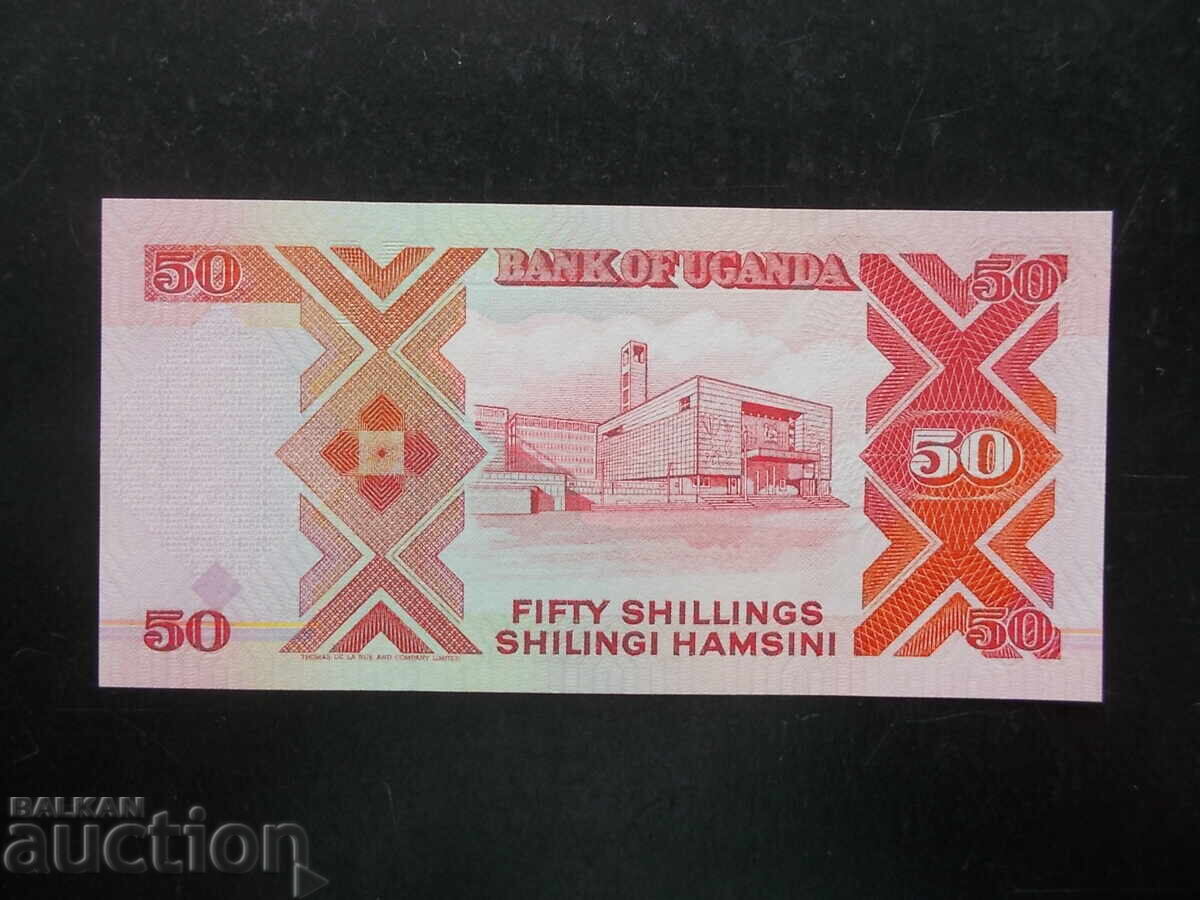 50
BANK OF UGANDA
50
50
FIFTY SHILLINGS
SHILINGI HAMSINI
50
50
THOMAS DE LA RUE AND COMPANY LIMITED
BALKAN
auction